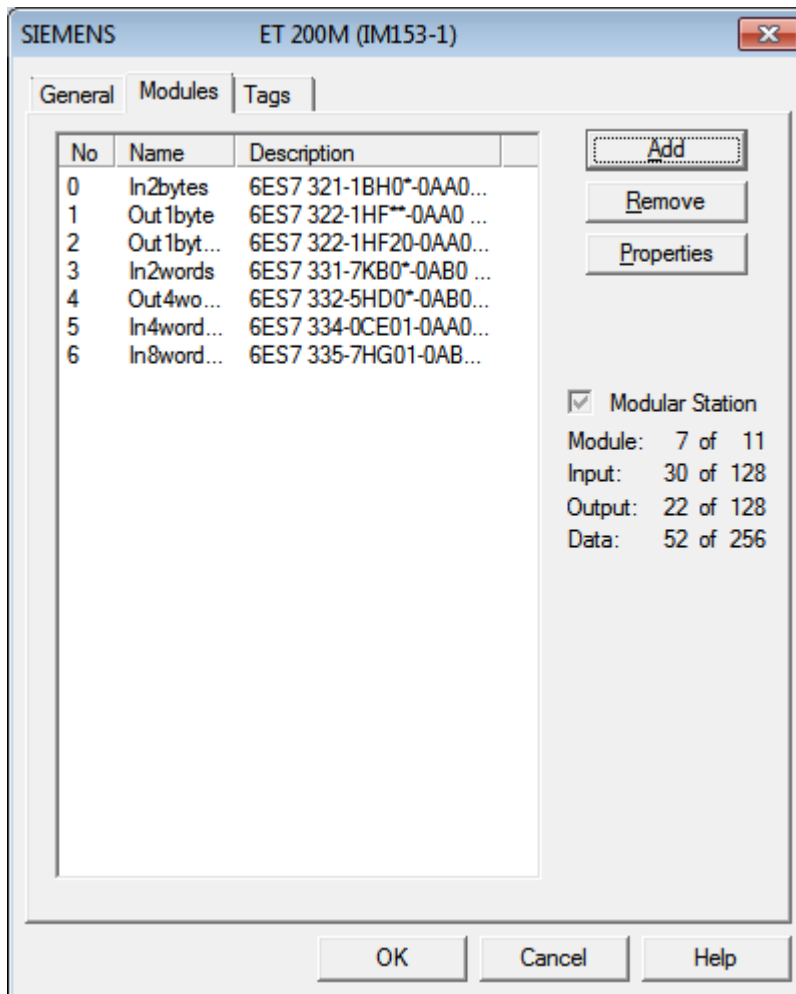 SIEMENS ET 200M (IM153-1)
General Modules Tags
No Name Description
0 In2bytes 6ES7 321-1BH0*-0AA0...
1 Out1byte 6ES7 322-1HF**-0AA0 ...
2 Out1byt... 6ES7 322-1HF20-0AA0...
3 In2words 6ES7 331-7KB0*-0AB0 ...
4 Out4wo... 6ES7 332-5HD0*-0AB0...
5 In4word... 6ES7 334-0CE01-0AA0...
6 In8word... 6ES7 335-7HG01-0AB...
Add
Remove
Properties
Modular Station
Module: 7 of 11
Input: 30 of 128
Output: 22 of 128
Data: 52 of 256
OK Cancel Help